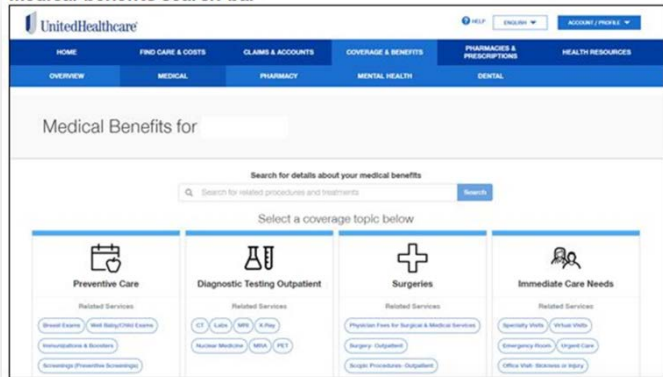 medical benefits search bar
UnitedHealthcare
HELP ENGLISH ACCOUNT / PROFILE
HOME FIND CARE & COSTS CLAIMS & ACCOUNTS COVERAGE & BENEFITS PHARMACIES & PRESCRIPTIONS HEALTH RESOURCES
OVERVIEW MEDICAL PHARMACY MENTAL HEALTH DENTAL
Medical Benefits for
Search for details about your medical benefits
Search for related procedures and treatments Search
Select a coverage topic below
Preventive Care Diagnostic Testing Outpatient Surgeries Immediate Care Needs
Related Services Related Services Related Services Related Services
Breast Exams Well Baby/Child Exams CT Labs MRI X-Ray Physician Fees for Surgical & Medical Services Specialty Visits Virtual Visits
Immunizations & Boosters Nuclear Medicine MRA PET Surgery- Outpatient Emergency Room Urgent Care
Screenings (Preventive Screenings) Scopic Procedures- Outpatient Office Visit- Sickness or Injury